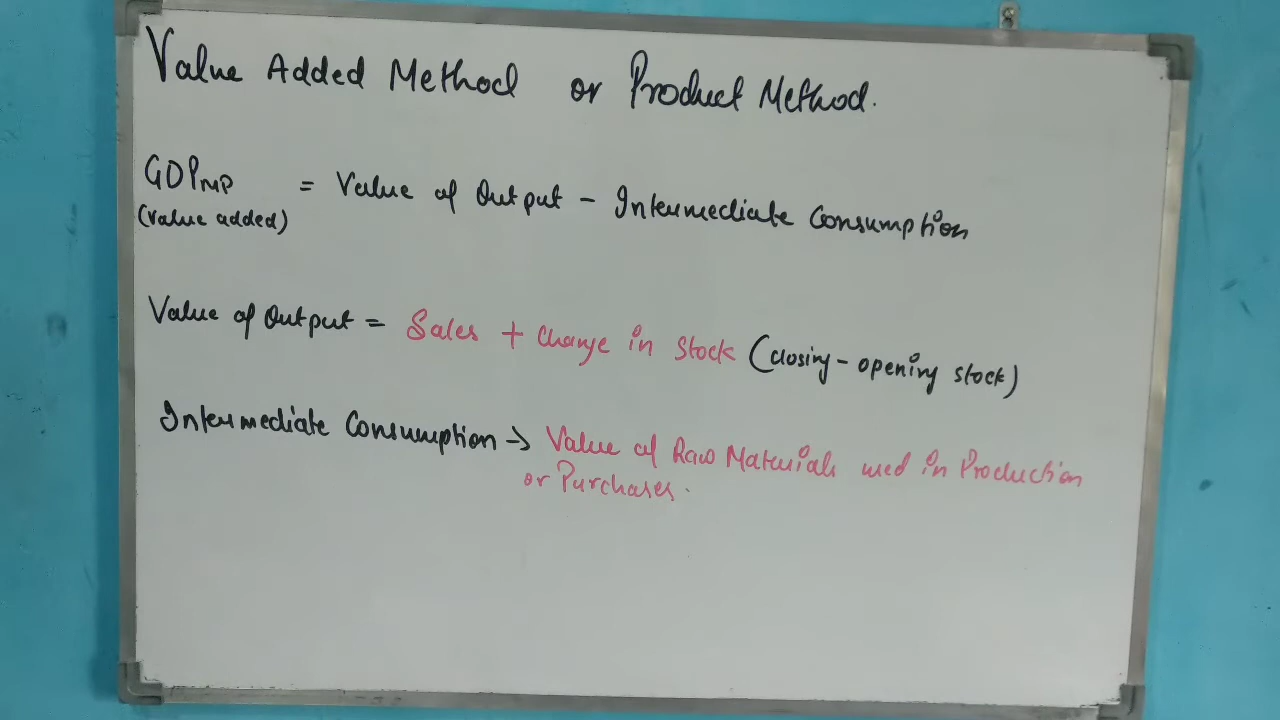 Value Added Method or Product Method.
GDPMP = Value of Output - Intermediate Consumption
(Value added)
Value of Output = Sales + Change in Stock (closing - opening stock)
Intermediate Consumption → Value of Raw Materials used in Production
or Purchases.